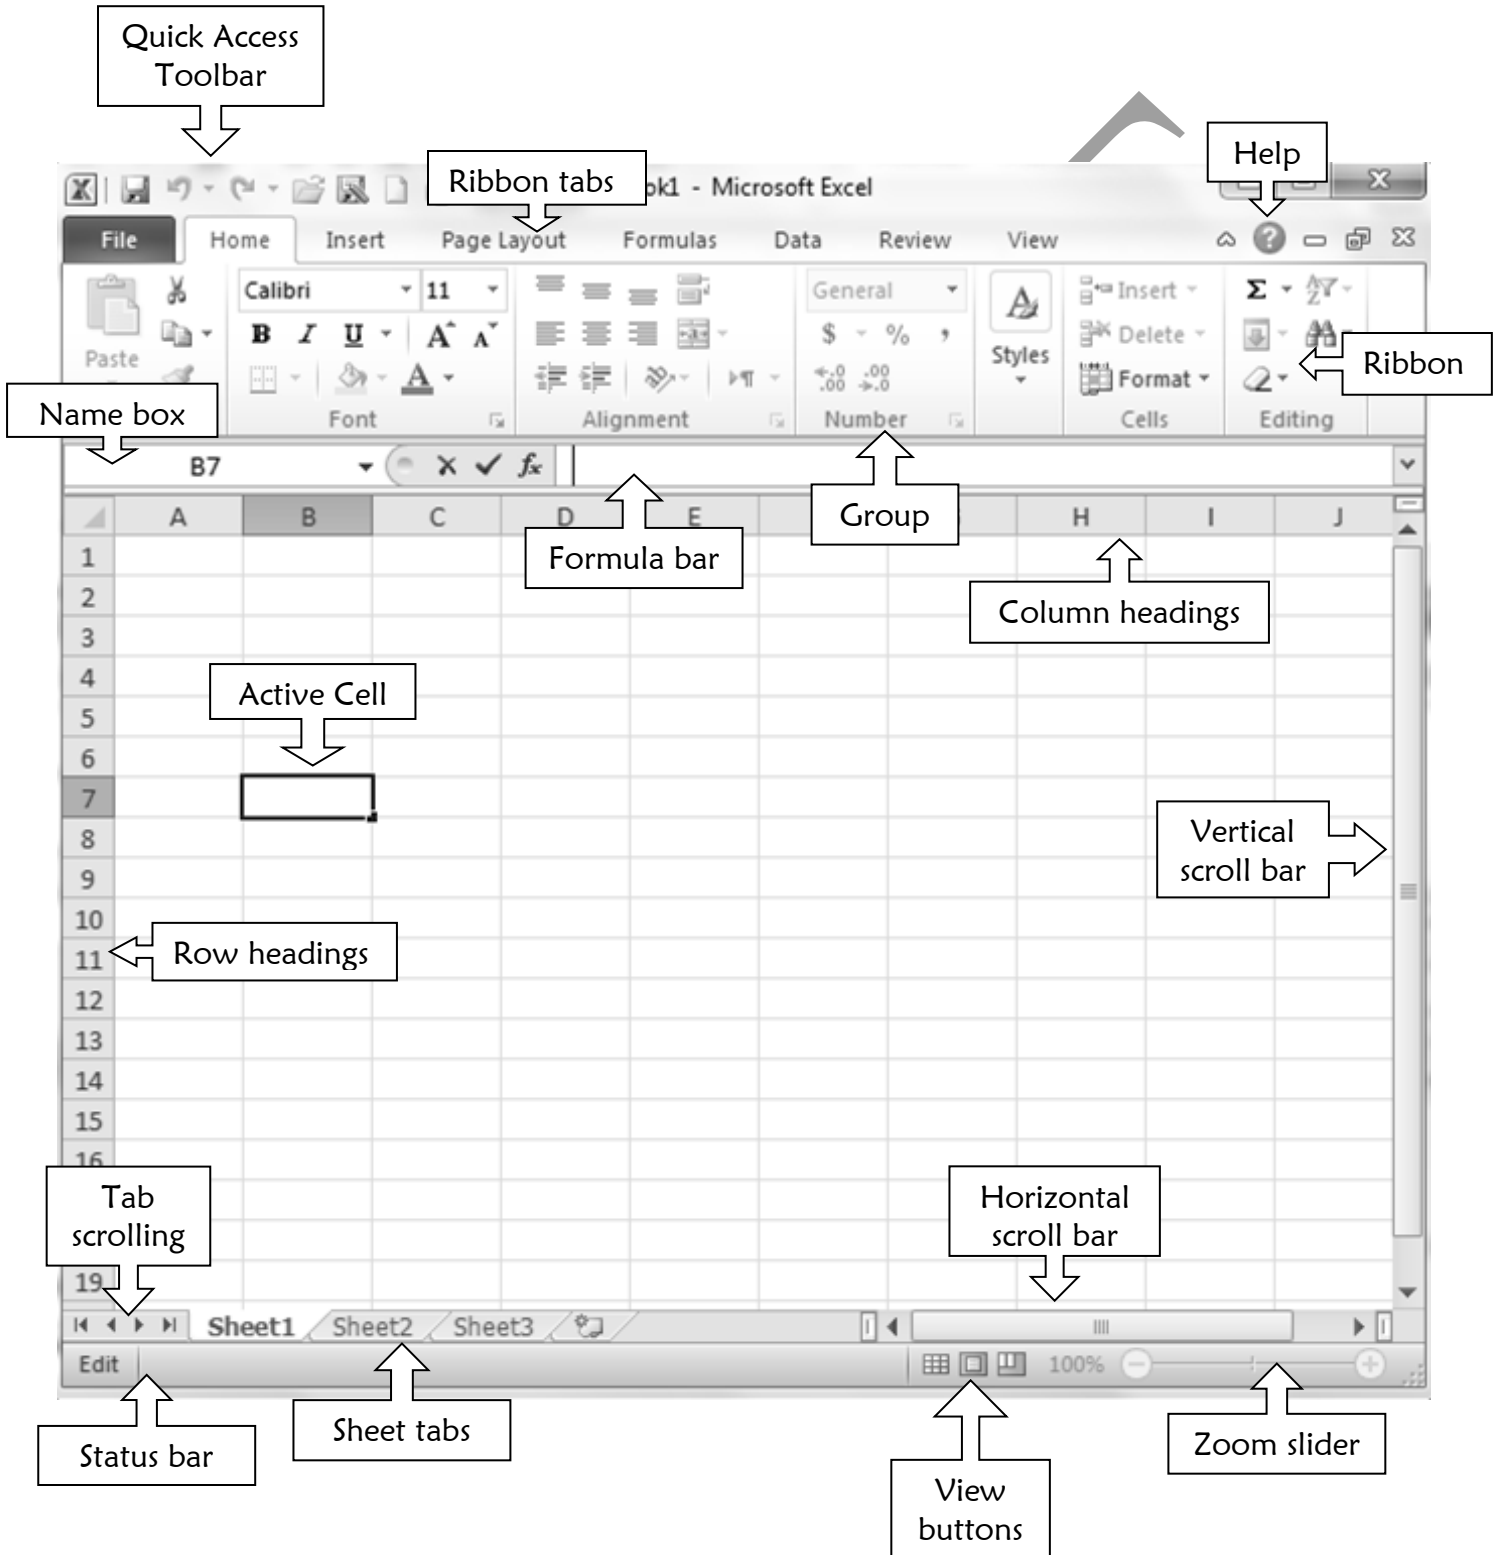 Quick Access
Toolbar
Help
Ribbon tabs
ok1 - Microsoft Excel
File Home Insert Page Layout Formulas Data Review View
Calibri 11 General Insert Σ
B I U A A $ % , Delete
Paste Styles Ribbon
A .0 .00 .00 .0 Format
Name box Font Alignment Number Cells Editing
B7 fx
A B C D E H I J
Group
Formula bar
Column headings
1
2
3
4
Active Cell
5
6
7
8
Vertical
scroll bar
9
10
Row headings
11
12
13
14
15
16
Tab
scrolling
Horizontal
scroll bar
19
Sheet1 Sheet2 Sheet3
Edit 100%
Status bar
Sheet tabs
Zoom slider
View
buttons